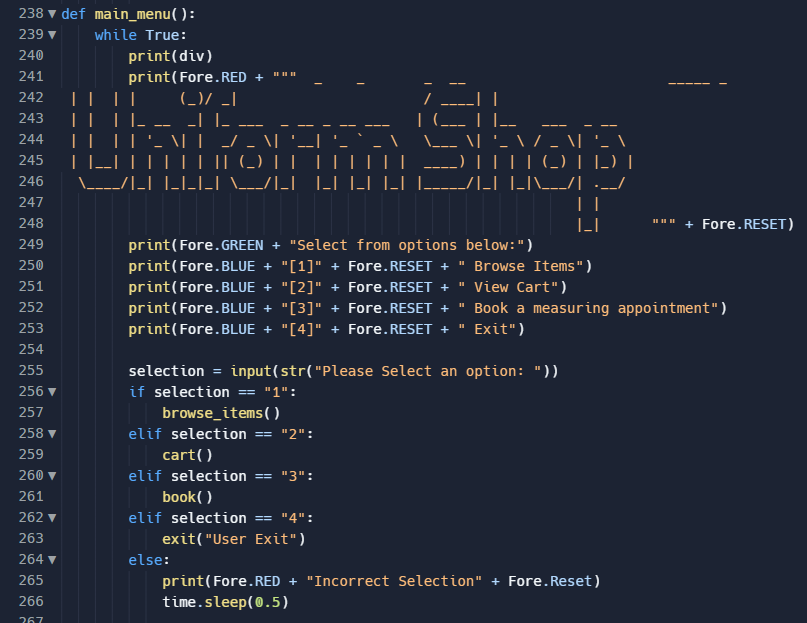 238 ▼ def main_menu():
239 ▼     while True:
240         print(div)
241         print(Fore.RED + """  _    _       _  __                        _____ _
242  | |  | |     (_)/ _|                      / ____| |
243  | |  | |_ __  _| |_ ___  _ __ _ __ ___   | (___ | |__   ___  _ __
244  | |  | | '_ \| |  _/ _ \| '__| '_ ` _ \   \___ \| '_ \ / _ \| '_ \
245  | |__| | | | | | || (_) | |  | | | | | |  ____) | | | | (_) | |_) |
246   \____/|_| |_|_|_| \___/|_|  |_| |_| |_| |_____/|_| |_|\___/| .__/
247                                                              | |
248                                                              |_|      """ + Fore.RESET)
249         print(Fore.GREEN + "Select from options below:")
250         print(Fore.BLUE + "[1]" + Fore.RESET + " Browse Items")
251         print(Fore.BLUE + "[2]" + Fore.RESET + " View Cart")
252         print(Fore.BLUE + "[3]" + Fore.RESET + " Book a measuring appointment")
253         print(Fore.BLUE + "[4]" + Fore.RESET + " Exit")
254
255         selection = input(str("Please Select an option: "))
256 ▼       if selection == "1":
257             browse_items()
258 ▼       elif selection == "2":
259             cart()
260 ▼       elif selection == "3":
261             book()
262 ▼       elif selection == "4":
263             exit("User Exit")
264 ▼       else:
265             print(Fore.RED + "Incorrect Selection" + Fore.Reset)
266             time.sleep(0.5)
267